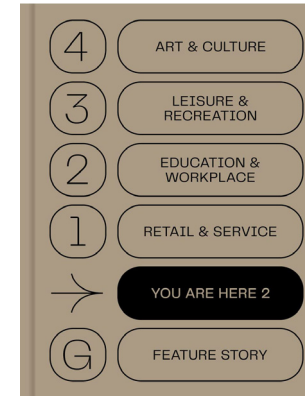 4 ART & CULTURE
3 LEISURE &
RECREATION
2 EDUCATION &
WORKPLACE
1 RETAIL & SERVICE
YOU ARE HERE 2
G FEATURE STORY